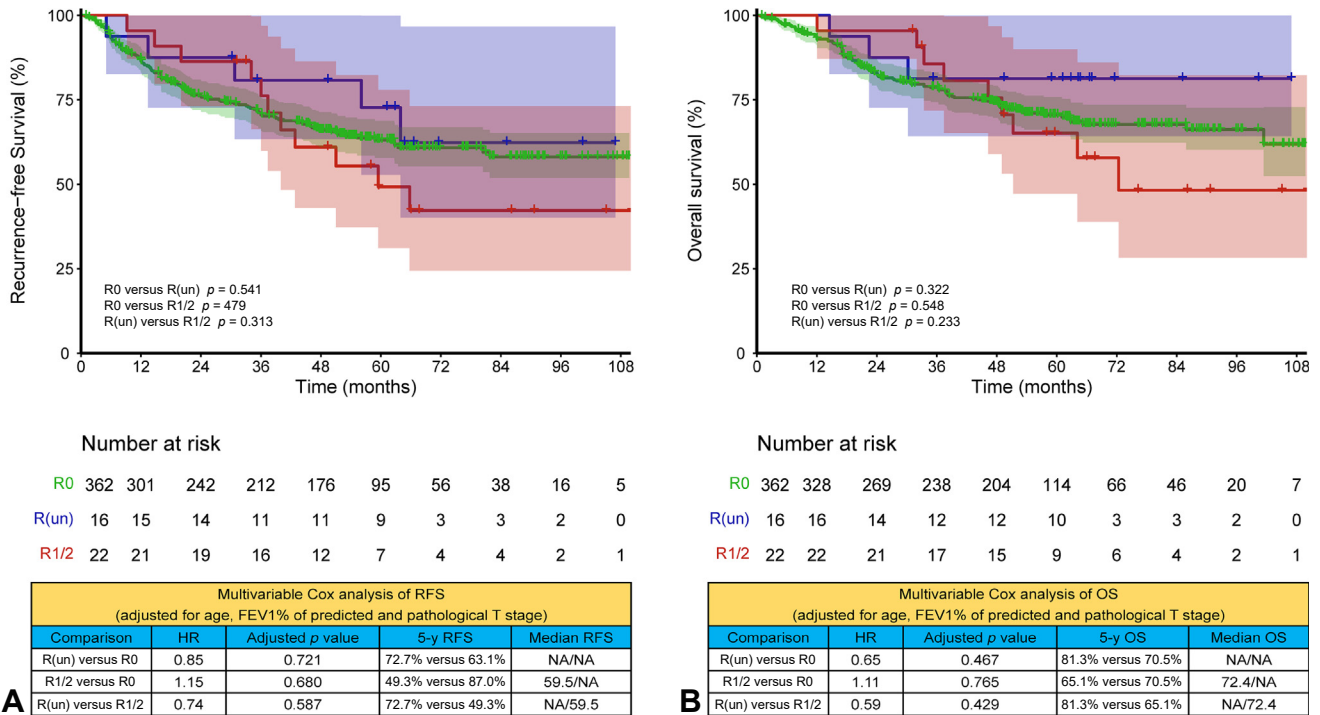 Recurrence−free Survival (%)
100
75
50
25
0
R0 versus R(un) p = 0.541
R0 versus R1/2 p = 479
R(un) versus R1/2 p = 0.313
0 12 24 36 48 60 72 84 96 108
Time (months)
Number at risk
R0 362 301 242 212 176 95 56 38 16 5
R(un) 16 15 14 11 11 9 3 3 2 0
R1/2 22 21 19 16 12 7 4 4 2 1
Multivariable Cox analysis of RFS
(adjusted for age, FEV1% of predicted and pathological T stage)
Comparison HR Adjusted p value 5-y RFS Median RFS
R(un) versus R0 0.85 0.721 72.7% versus 63.1% NA/NA
R1/2 versus R0 1.15 0.680 49.3% versus 87.0% 59.5/NA
R(un) versus R1/2 0.74 0.587 72.7% versus 49.3% NA/59.5
A
Overall survival (%)
100
75
50
25
0
R0 versus R(un) p = 0.322
R0 versus R1/2 p = 0.548
R(un) versus R1/2 p = 0.233
0 12 24 36 48 60 72 84 96 108
Time (months)
Number at risk
R0 362 328 269 238 204 114 66 46 20 7
R(un) 16 16 14 12 12 10 3 3 2 0
R1/2 22 22 21 17 15 9 6 4 2 1
Multivariable Cox analysis of OS
(adjusted for age, FEV1% of predicted and pathological T stage)
Comparison HR Adjusted p value 5-y OS Median OS
R(un) versus R0 0.65 0.467 81.3% versus 70.5% NA/NA
R1/2 versus R0 1.11 0.765 65.1% versus 70.5% 72.4/NA
R(un) versus R1/2 0.59 0.429 81.3% versus 65.1% NA/72.4
B